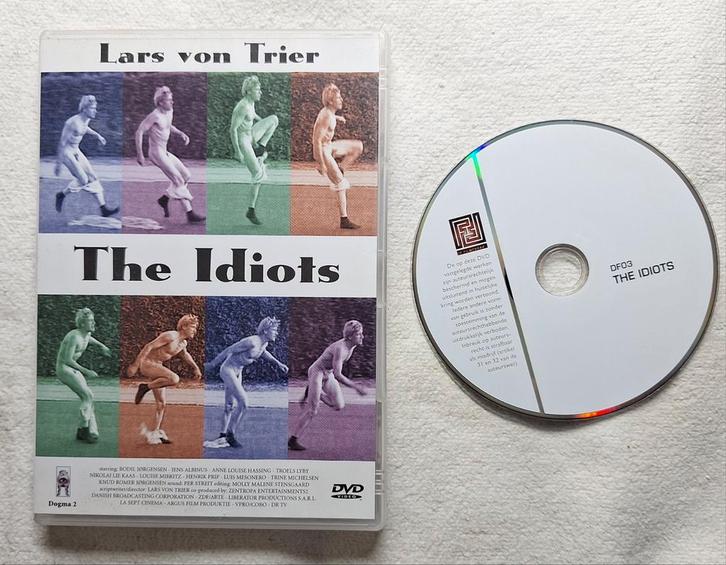 Lars von Trier
The Idiots
starring: BODIL JØRGENSEN · JENS ALBINUS · ANNE LOUISE HASSING · TROELS LYBY
NIKOLAJ LIE KAAS · LOUISE MIERITZ · HENRIK PRIP · LUIS MESONERO · TRINE MICHELSEN
KNUD ROMER JØRGENSEN sound: PER STREIT editing: MOLLY MALENE STENSGAARD
scriptwriter/director: LARS VON TRIER co-produced by: ZENTROPA ENTERTAINMENTS2
DANISH BROADCASTING CORPORATION · ZDF/ARTE · LIBERATOR PRODUCTIONS S.A.R.L.
LA SEPT CINEMA · ARGUS FILM PRODUKTIE · VPRO/COBO · DR TV
Dogma 2
DVD
VIDEO
De op deze DVD
vastgelegde werken
zijn auteursrechtelijk
beschermd en mogen
uitsluitend in huiselijke
kring worden vertoond.
Iedere andere vorm
van gebruik is zonder
toestemming van de
auteursrechthebbende
uitdrukkelijk verboden.
Inbreuk op auteurs-
recht is strafbaar
als misdrijf (artikel
31 en 32 van de
auteurswet)
DF03
THE IDIOTS